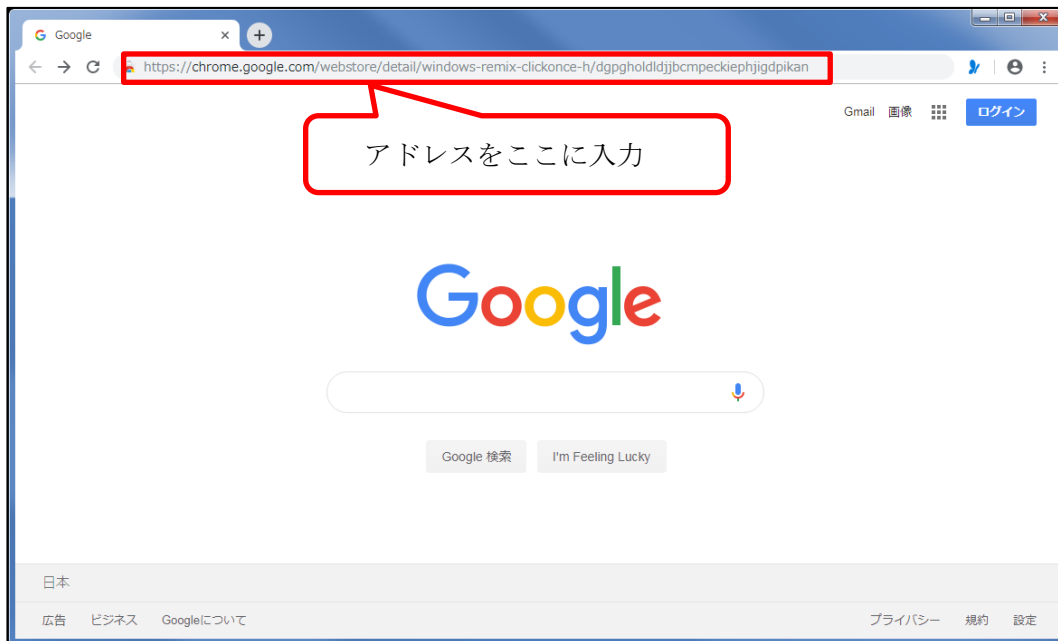 Google
https://chrome.google.com/webstore/detail/windows-remix-clickonce-h/dgpgholdldjjbcmpeckiephjigdpikan
Gmail 画像 ログイン
アドレスをここに入力
Google
Google 検索 I'm Feeling Lucky
日本
広告 ビジネス Googleについて プライバシー 規約 設定